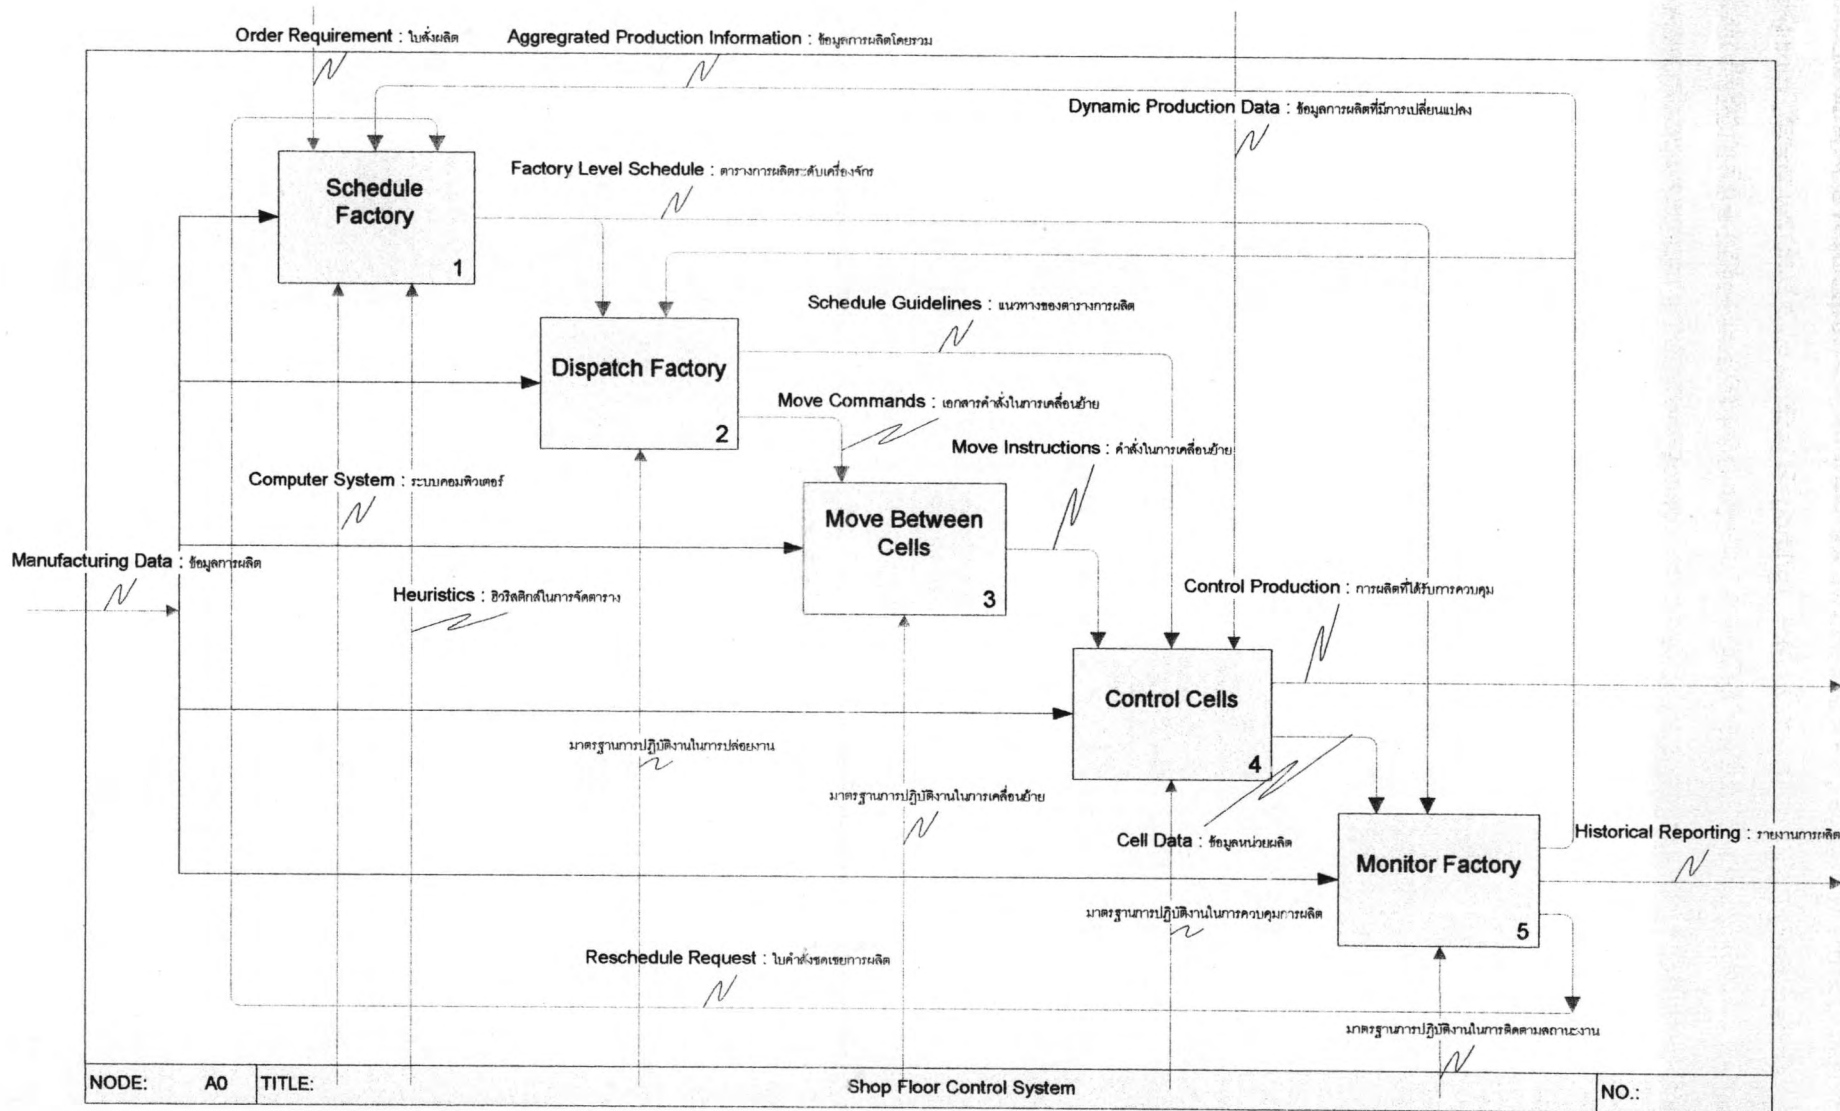 Order Requirement : ใบสั่งผลิต
Aggregrated Production Information : ข้อมูลการผลิตโดยรวม
Dynamic Production Data : ข้อมูลการผลิตที่มีการเปลี่ยนแปลง
Factory Level Schedule : ตารางการผลิตระดับเครื่องจักร
Schedule
Factory
1
Schedule Guidelines : แนวทางของตารางการผลิต
Dispatch Factory
2
Move Commands : เอกสารคำสั่งในการเคลื่อนย้าย
Move Instructions : คำสั่งในการเคลื่อนย้าย
Computer System : ระบบคอมพิวเตอร์
Move Between
Cells
3
Manufacturing Data : ข้อมูลการผลิต
Heuristics : ฮิวริสติกส์ในการจัดตาราง
Control Production : การผลิตที่ได้รับการควบคุม
Control Cells
4
มาตรฐานการปฏิบัติงานในการปล่อยงาน
มาตรฐานการปฏิบัติงานในการเคลื่อนย้าย
Cell Data : ข้อมูลหน่วยผลิต
Historical Reporting : รายงานการผลิต
Monitor Factory
5
มาตรฐานการปฏิบัติงานในการควบคุมการผลิต
Reschedule Request : ใบคำสั่งชดเชยการผลิต
มาตรฐานการปฏิบัติงานในการติดตามสถานะงาน
NODE: A0 TITLE: Shop Floor Control System NO.: